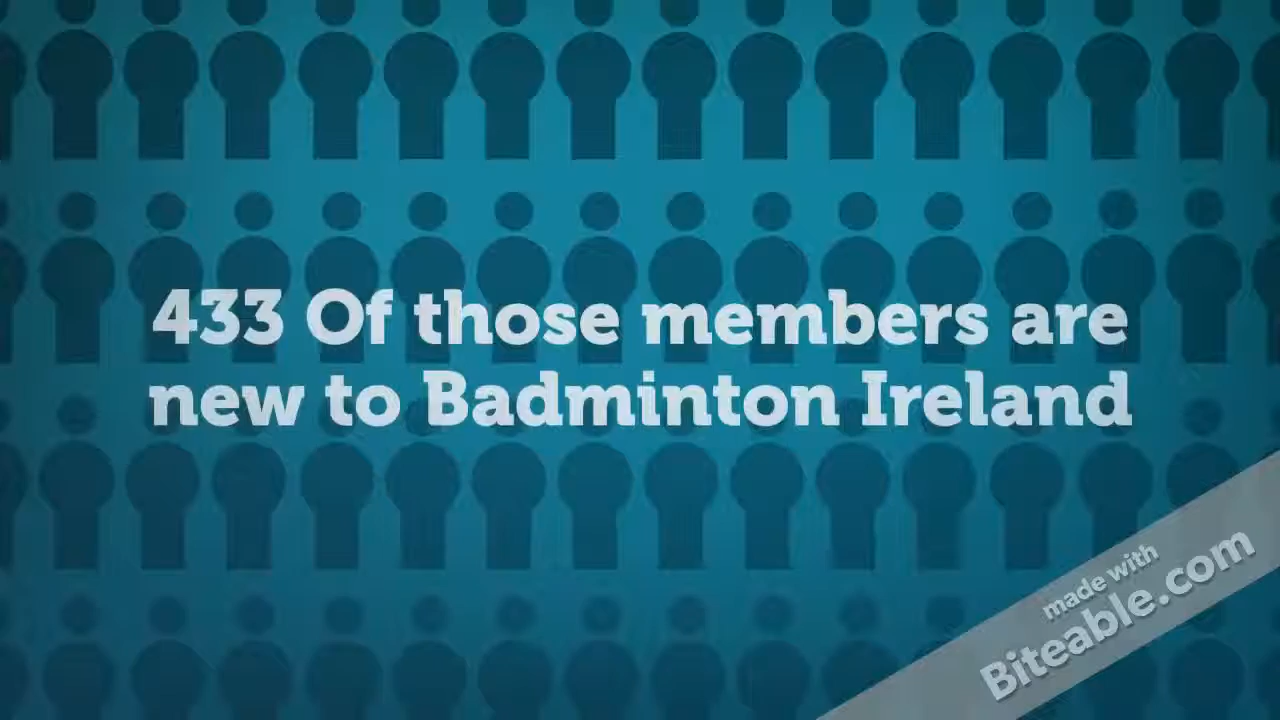 433 Of those members are
new to Badminton Ireland
made with
Biteable.com